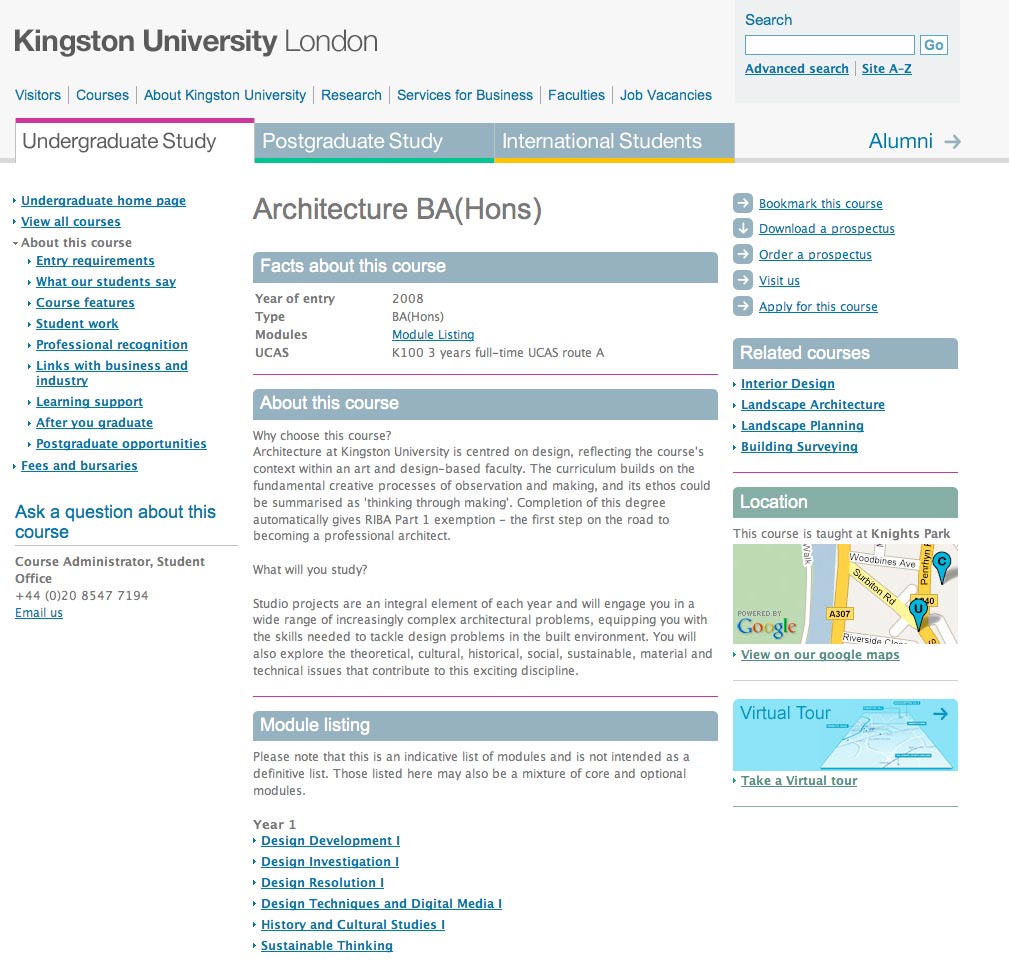 Kingston University London
Search
Go
Advanced search | Site A-Z
Visitors | Courses | About Kingston University | Research | Services for Business | Faculties | Job Vacancies
Undergraduate Study
Postgraduate Study
International Students
Alumni
Undergraduate home page
View all courses
About this course
Entry requirements
What our students say
Course features
Student work
Professional recognition
Links with business and
industry
Learning support
After you graduate
Postgraduate opportunities
Fees and bursaries
Ask a question about this
course
Course Administrator, Student
Office
+44 (0)20 8547 7194
Email us
Architecture BA(Hons)
Facts about this course
Year of entry 2008
Type BA(Hons)
Modules Module Listing
UCAS K100 3 years full-time UCAS route A
About this course
Why choose this course?
Architecture at Kingston University is centred on design, reflecting the course's
context within an art and design-based faculty. The curriculum builds on the
fundamental creative processes of observation and making, and its ethos could
be summarised as 'thinking through making'. Completion of this degree
automatically gives RIBA Part 1 exemption – the first step on the road to
becoming a professional architect.
What will you study?
Studio projects are an integral element of each year and will engage you in a
wide range of increasingly complex architectural problems, equipping you with
the skills needed to tackle design problems in the built environment. You will
also explore the theoretical, cultural, historical, social, sustainable, material and
technical issues that contribute to this exciting discipline.
Module listing
Please note that this is an indicative list of modules and is not intended as a
definitive list. Those listed here may also be a mixture of core and optional
modules.
Year 1
Design Development I
Design Investigation I
Design Resolution I
Design Techniques and Digital Media I
History and Cultural Studies I
Sustainable Thinking
Bookmark this course
Download a prospectus
Order a prospectus
Visit us
Apply for this course
Related courses
Interior Design
Landscape Architecture
Landscape Planning
Building Surveying
Location
This course is taught at Knights Park
Walk
Woodbines Ave
Penrhyn
C
Surbiton Rd
U
A307
POWERED BY
Google
Riverside
View on our google maps
Virtual Tour
Take a Virtual tour